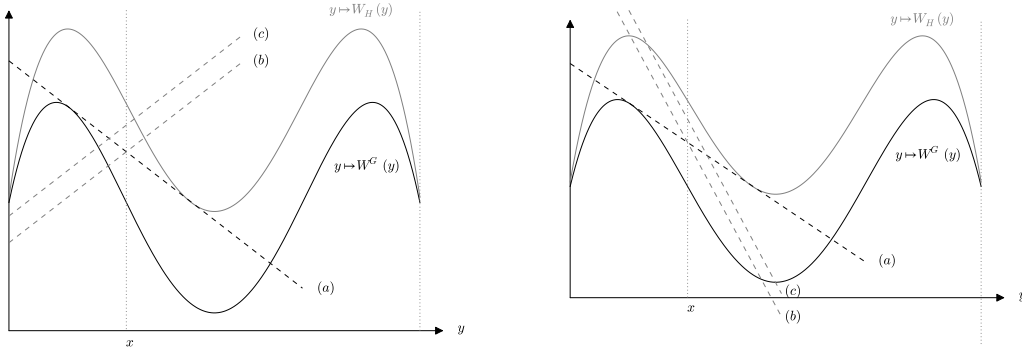 y ↦ W_H (y)
(c)
(b)
y ↦ W^G (y)
(a)
y
x
y ↦ W_H (y)
y ↦ W^G (y)
(a)
(c)
x
(b)
y